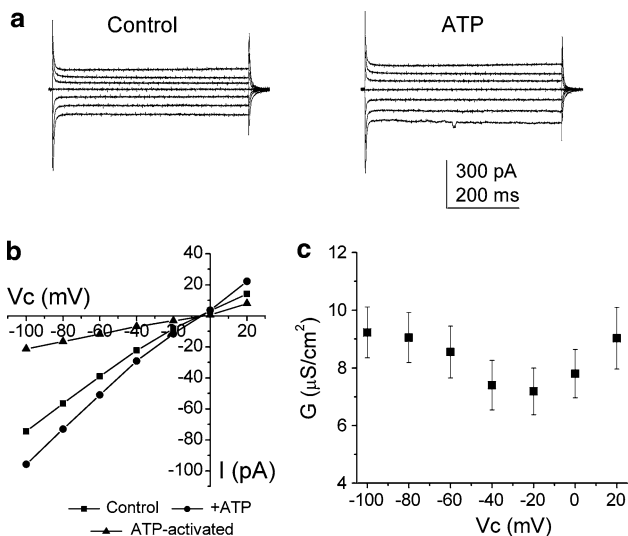 a
Control
ATP
300 pA
200 ms
b
Vc (mV)
40
20
-100 -80 -60 -40 -20 20
-20
-40
-60
-80
-100
I (pA)
Control +ATP
ATP-activated
c
12
10
8
6
4
G (μS/cm²)
-100 -80 -60 -40 -20 0 20
Vc (mV)